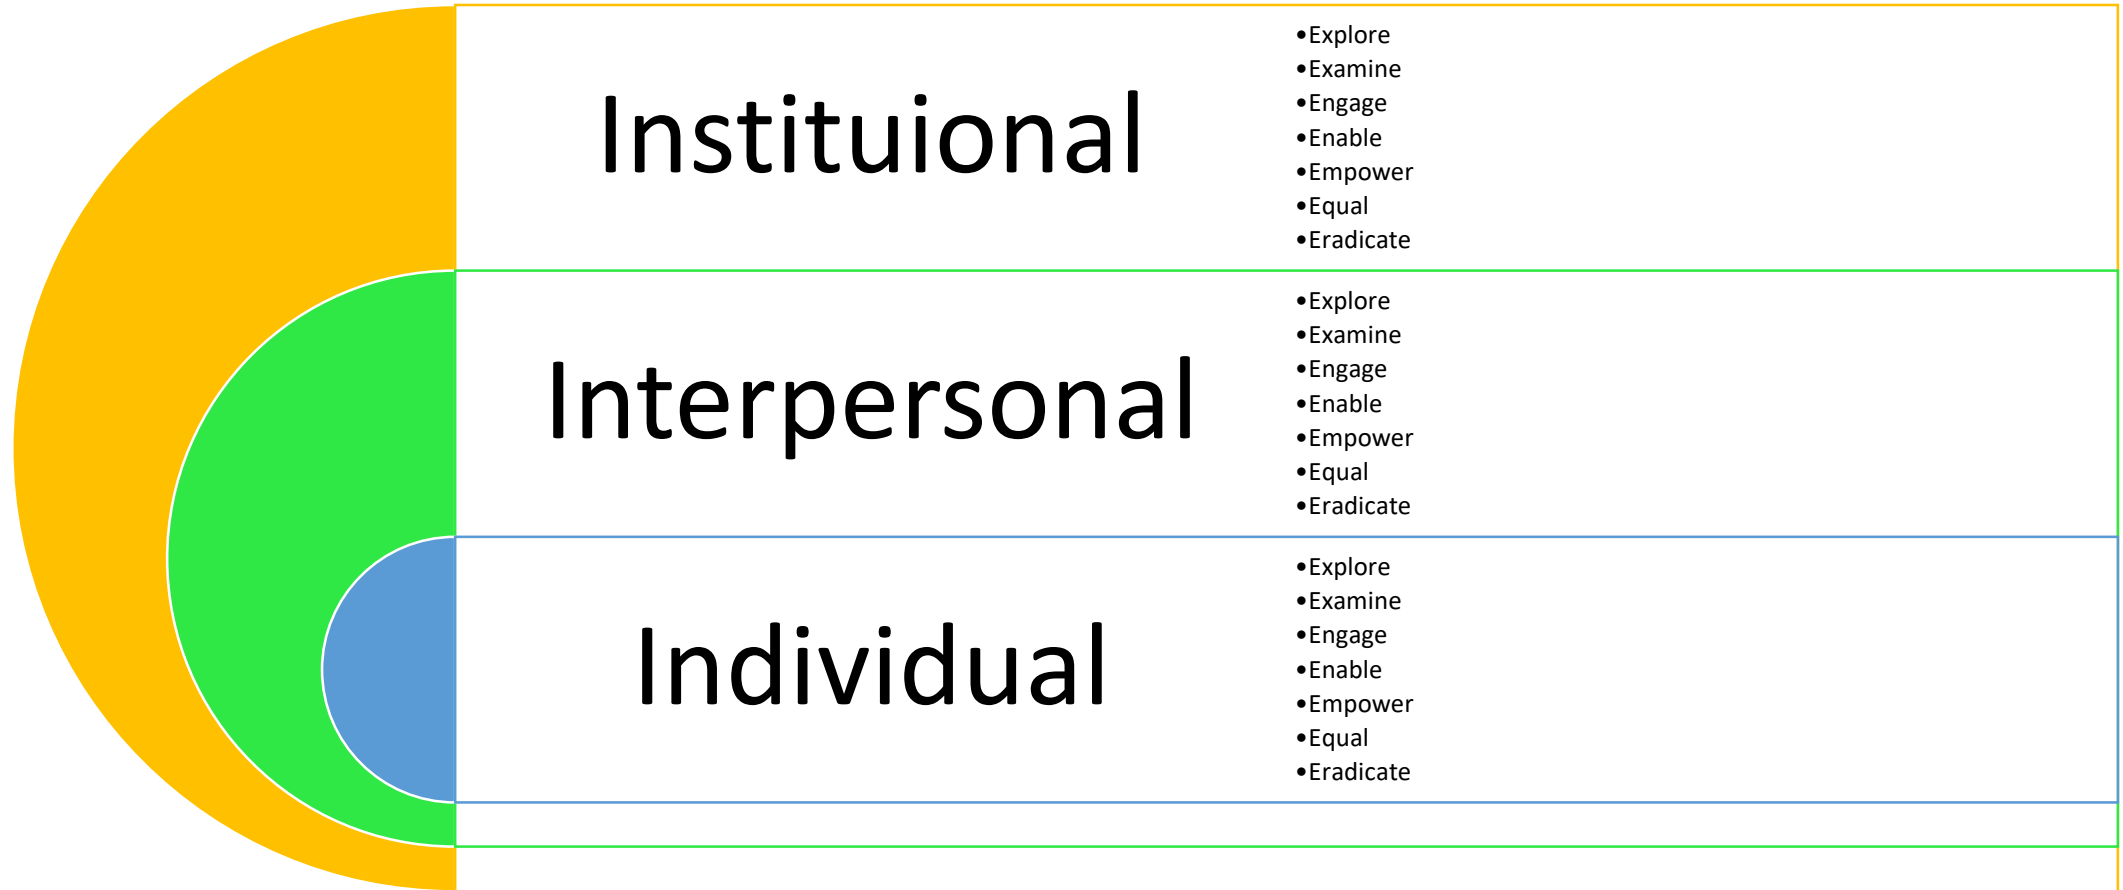 Instituional
•Explore
•Examine
•Engage
•Enable
•Empower
•Equal
•Eradicate
Interpersonal
•Explore
•Examine
•Engage
•Enable
•Empower
•Equal
•Eradicate
Individual
•Explore
•Examine
•Engage
•Enable
•Empower
•Equal
•Eradicate